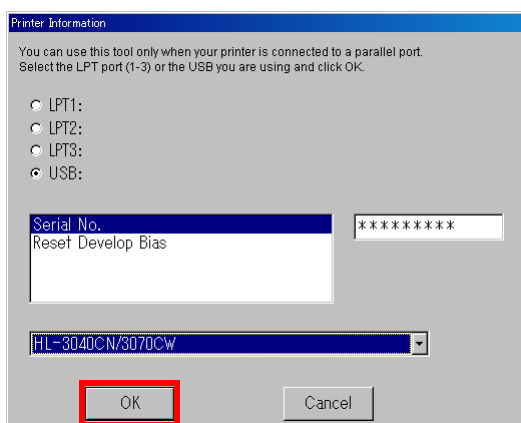 Printer Information
You can use this tool only when your printer is connected to a parallel port.
Select the LPT port (1-3) or the USB you are using and click OK.
LPT1:
LPT2:
LPT3:
USB:
Serial No.
*********
Reset Develop Bias
HL-3040CN/3070CW
OK
Cancel